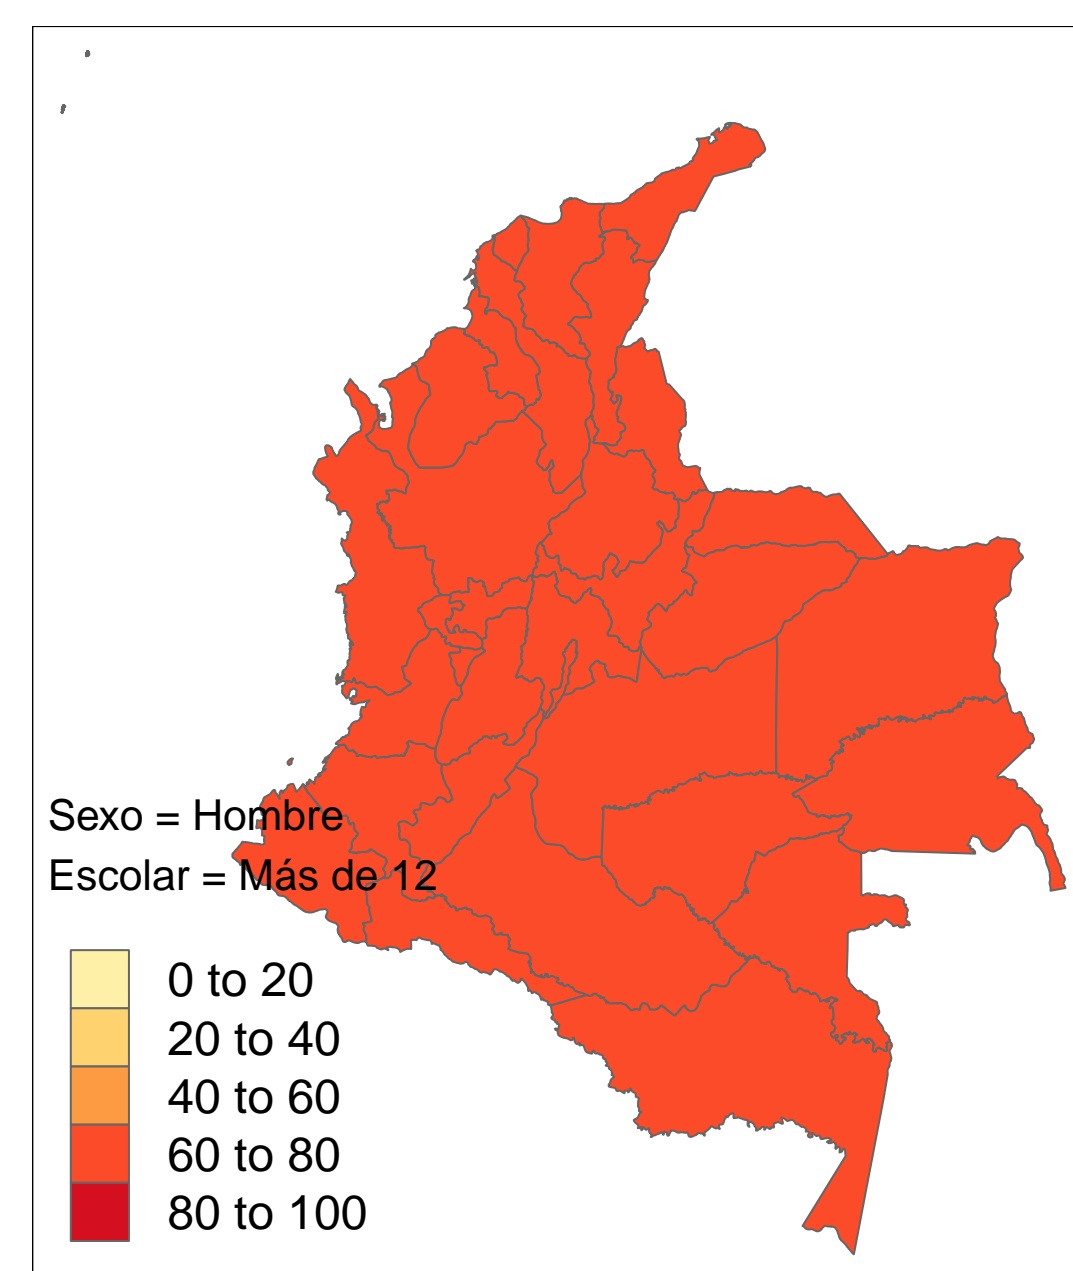 Sexo = Hombre
Escolar = Más de 12
0 to 20
20 to 40
40 to 60
60 to 80
80 to 100